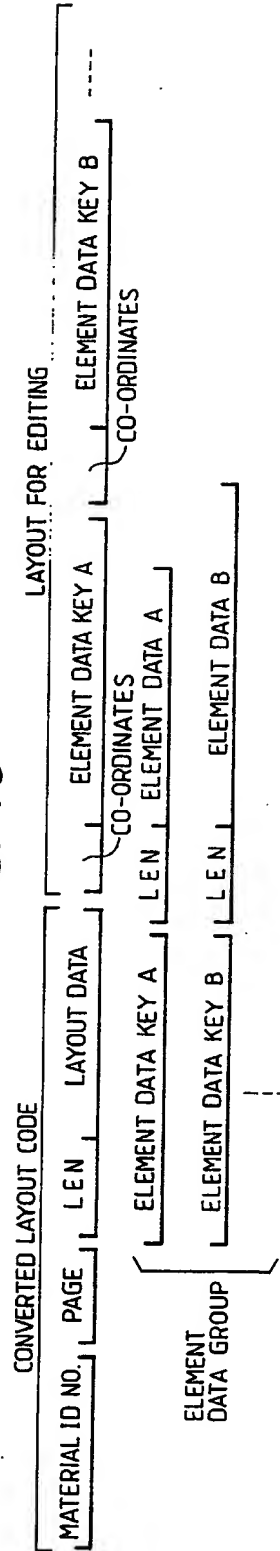 CONVERTED LAYOUT CODE
LAYOUT FOR EDITING
MATERIAL ID NO. PAGE LEN LAYOUT DATA
ELEMENT DATA KEY A
ELEMENT DATA KEY B
CO-ORDINATES
CO-ORDINATES
ELEMENT DATA GROUP
ELEMENT DATA KEY A LEN ELEMENT DATA A
ELEMENT DATA KEY B LEN ELEMENT DATA B